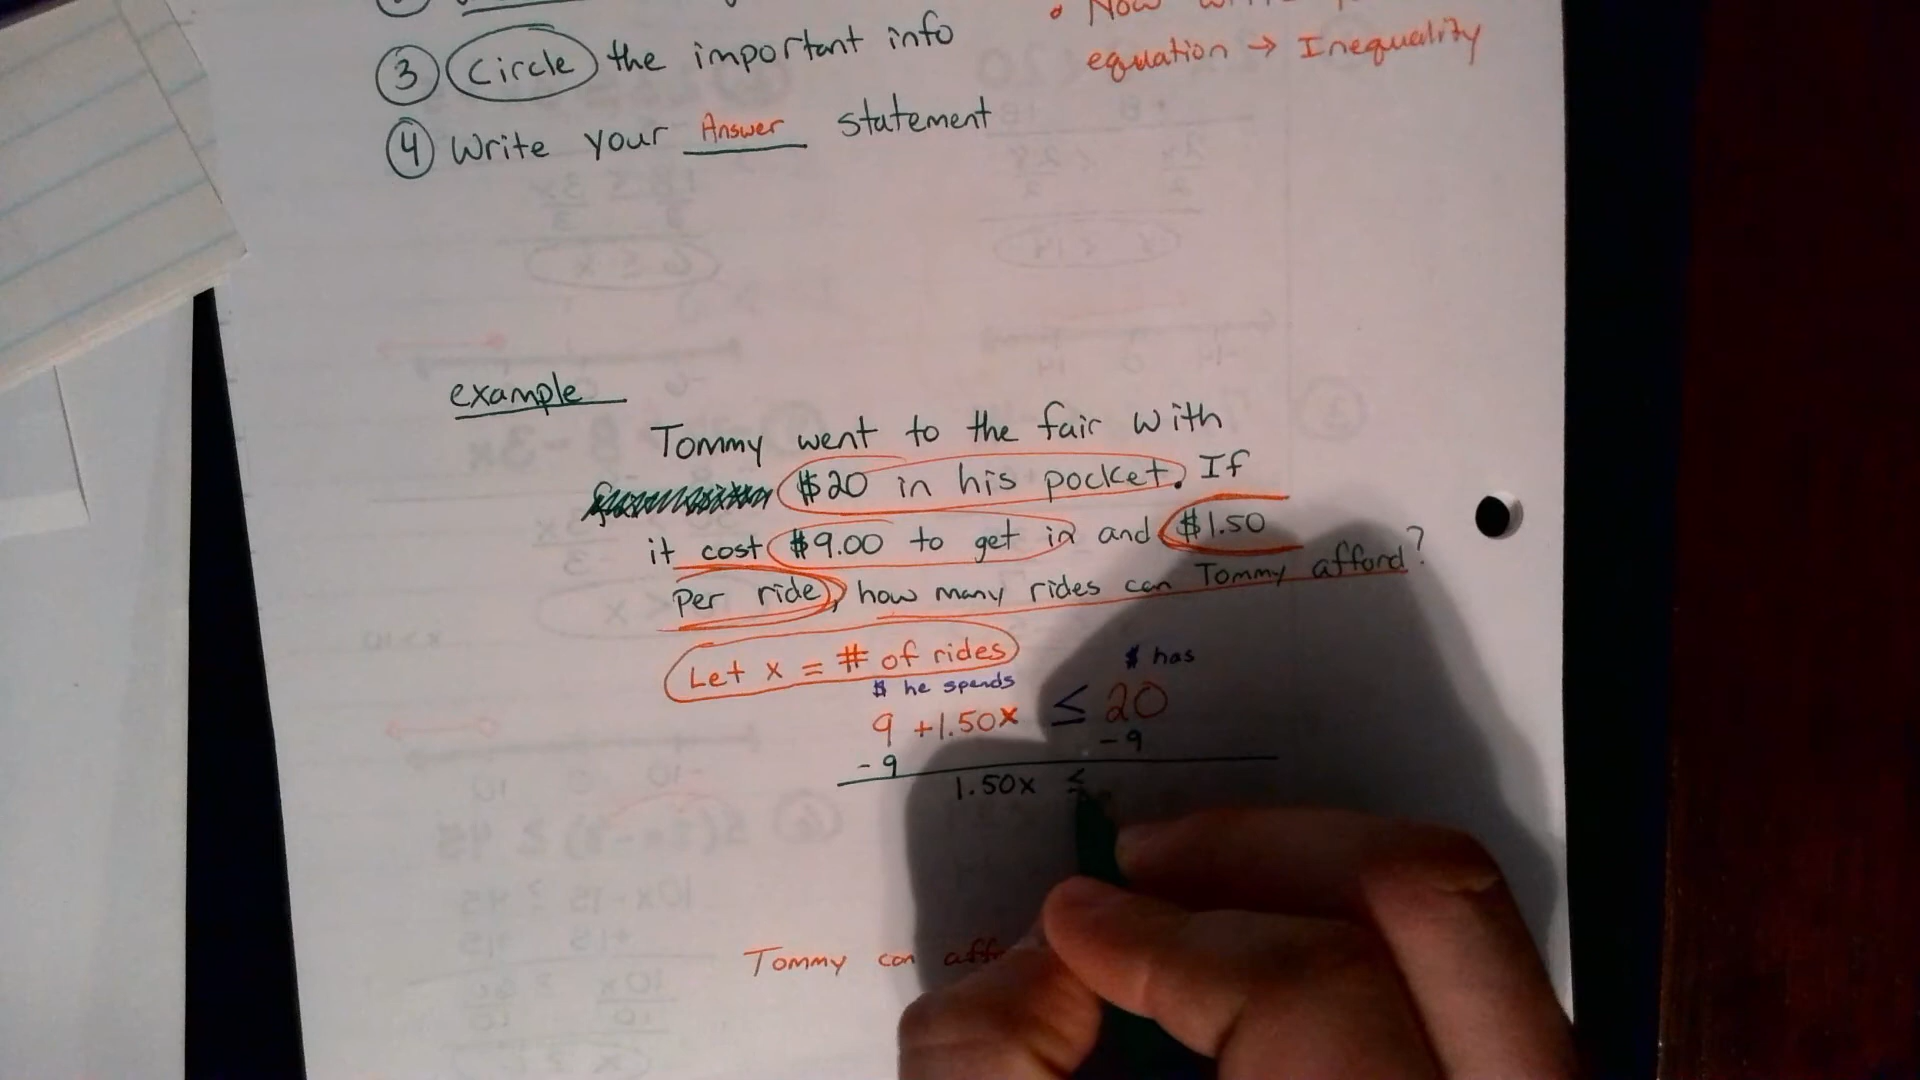 • Now
③ Circle the important info
equation → Inequality
④ Write your Answer statement
example
Tommy went to the fair with
$20 in his pocket. If
it cost $9.00 to get in and $1.50
Per ride, how many rides can Tommy afford?
Let x = # of rides
$ he spends $ has
9 + 1.50x ≤ 20
- 9 - 9
1.50x ≤
Tommy can